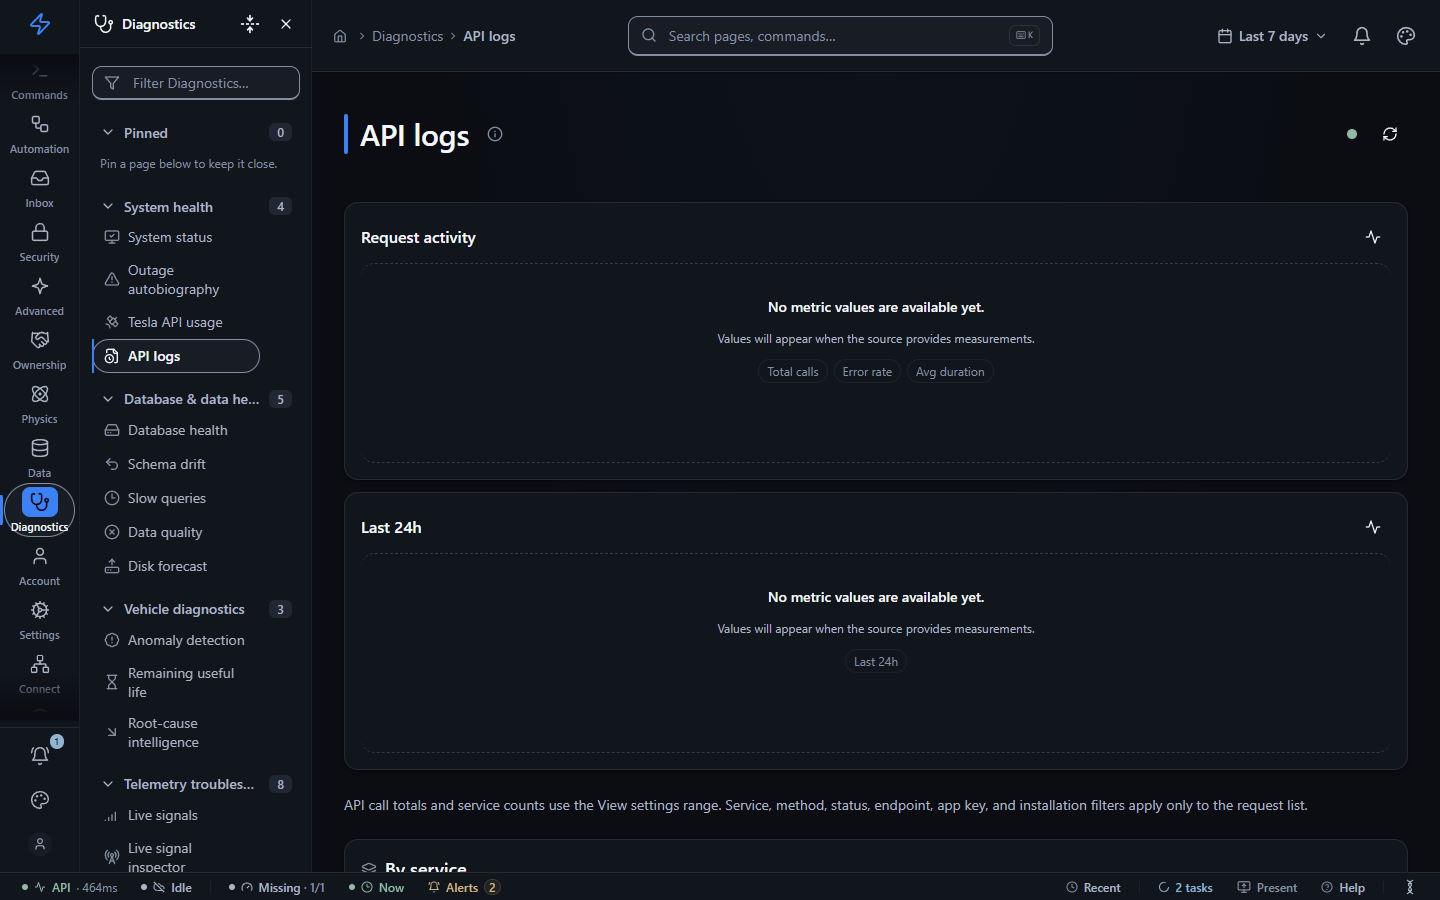 Diagnostics
Diagnostics
API logs
Search pages, commands...
K
Last 7 days
Commands
Automation
Inbox
Security
Advanced
Ownership
Physics
Data
Diagnostics
Account
Settings
Connect
1
Filter Diagnostics...
Pinned
0
Pin a page below to keep it close.
System health
4
System status
Outage
autobiography
Tesla API usage
API logs
Database & data he...
5
Database health
Schema drift
Slow queries
Data quality
Disk forecast
Vehicle diagnostics
3
Anomaly detection
Remaining useful
life
Root-cause
intelligence
Telemetry troubles...
8
Live signals
Live signal
inspector
API logs
Request activity
No metric values are available yet.
Values will appear when the source provides measurements.
Total calls
Error rate
Avg duration
Last 24h
No metric values are available yet.
Values will appear when the source provides measurements.
Last 24h
API call totals and service counts use the View settings range. Service, method, status, endpoint, app key, and installation filters apply only to the request list.
By service
API · 464ms
Idle
Missing · 1/1
Now
Alerts 2
Recent
2 tasks
Present
Help